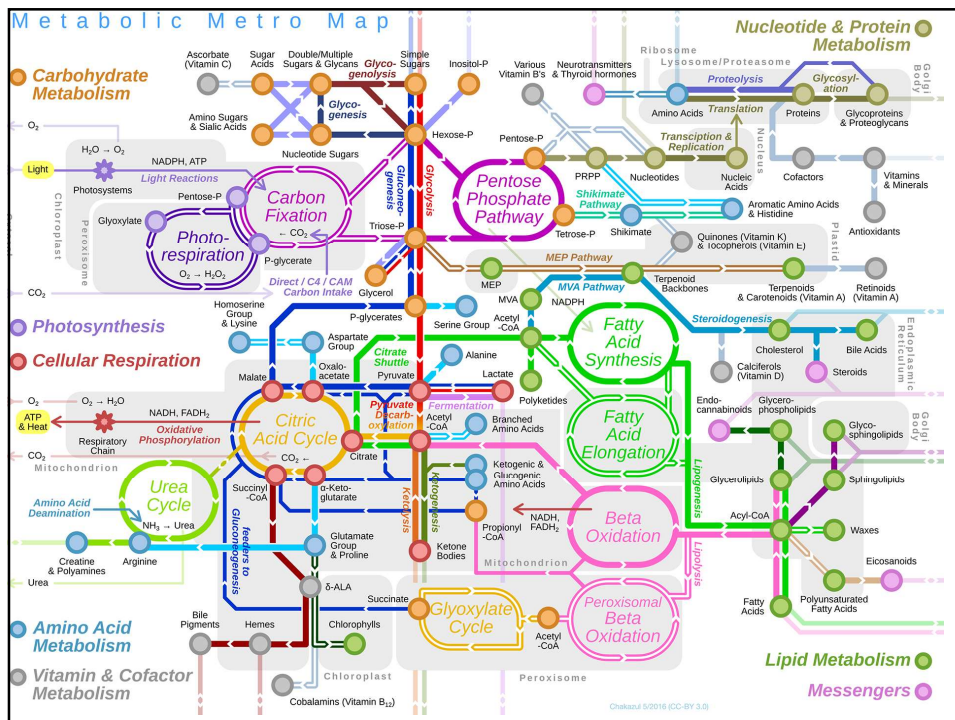 Metabolic Metro Map
Nucleotide & Protein
Metabolism
Carbohydrate
Metabolism
Ascorbate
(Vitamin C)
Sugar
Acids
Double/Multiple
Sugars & Glycans
Glyco-
genolysis
Simple
Sugars
Inositol-P
Various
Vitamin B's
Neurotransmitters
& Thyroid hormones
Ribosome
Lysosome/Proteasome
Proteolysis
Glycosyl-
ation
Golgi
Body
Glyco-
genesis
Amino Sugars
& Sialic Acids
Nucleotide Sugars
Hexose-P
Amino Acids
Proteins
Glycoproteins
& Proteoglycans
Translation
Transciption &
Replication
Nucleus
Pentose-P
PRPP
Nucleotides
Nucleic
Acids
Cofactors
Vitamins
& Minerals
Antioxidants
O₂
H₂O → O₂
Light
NADPH, ATP
Light Reactions
Photosystems
Chloroplast
Peroxisome
Pentose-P
Glyoxylate
Carbon
Fixation
← CO₂
Photo-
respiration
O₂ → H₂O₂
P-glycerate
Direct / C4 / CAM
Carbon Intake
CO₂
Gluconeo-
genesis
Glycolysis
Triose-P
Glycerol
P-glycerates
Pentose
Phosphate
Pathway
Tetrose-P
Shikimate
Pathway
Shikimate
Aromatic Amino Acids
& Histidine
Quinones (Vitamin K)
& Tocopherols (Vitamin E)
MEP Pathway
MEP
MVA Pathway
Plastid
Terpenoid
Backbones
Terpenoids
& Carotenoids (Vitamin A)
Retinoids
(Vitamin A)
MVA
NADPH
Acetyl
-CoA
Polyketides
Fatty
Acid
Synthesis
Fatty
Acid
Elongation
Steroidogenesis
Cholesterol
Bile Acids
Endoplasmic
Reticulum
Calciferols
(Vitamin D)
Steroids
Photosynthesis
Cellular Respiration
Homoserine
Group
& Lysine
Aspartate
Group
Serine Group
Alanine
Citrate
Shuttle
Malate
Oxalo-
acetate
Pyruvate
Lactate
Fermentation
Pyruvate
Decarb-
oxylation
Acetyl
-CoA
Branched
Amino Acids
O₂
O₂ → H₂O
ATP
& Heat
NADH, FADH₂
Oxidative
Phosphorylation
Respiratory
Chain
CO₂
Mitochondrion
Citric
Acid Cycle
CO₂ ←
Citrate
Succinyl
-CoA
α-Keto-
glutarate
Ketogenic &
Glucogenic
Amino Acids
Ketolysis
Ketogenesis
Propionyl
-CoA
Ketone
Bodies
NADH,
FADH₂
Mitochondrion
Beta
Oxidation
Lipogenesis
Lipolysis
Endo-
cannabinoids
Glycero-
phospholipids
Glyco-
sphingolipids
Golgi
Body
Glycerolipids
Sphingolipids
Acyl-CoA
Waxes
Eicosanoids
Polyunsaturated
Fatty Acids
Fatty
Acids
Urea
Cycle
Amino Acid
Deamination
NH₃ → Urea
Creatine
& Polyamines
Arginine
Urea
Glutamate
Group
& Proline
feeders to
Gluconeogenesis
δ-ALA
Succinate
Glyoxylate
Cycle
Acetyl
-CoA
Peroxisomal
Beta
Oxidation
Peroxisome
Bile
Pigments
Hemes
Chlorophylls
Chloroplast
Cobalamins (Vitamin B₁₂)
Amino Acid
Metabolism
Vitamin & Cofactor
Metabolism
Lipid Metabolism
Messengers
Chakazul 5/2016 (CC-BY 3.0)